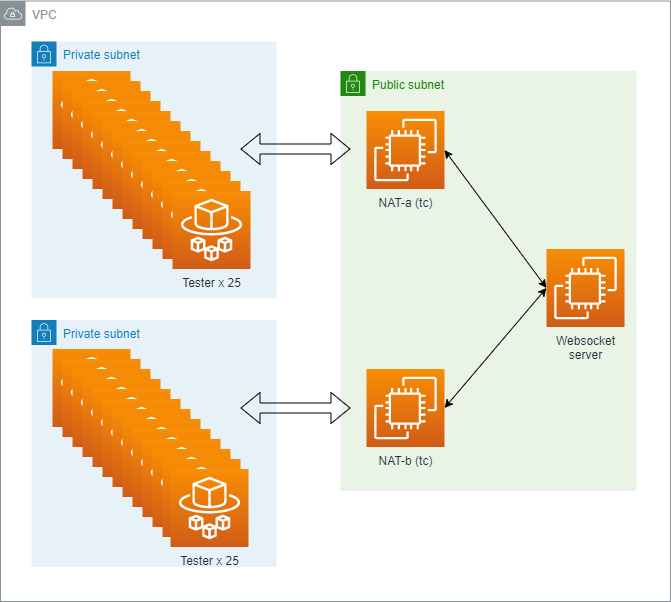 VPC
Private subnet
Tester x 25
Public subnet
NAT-a (tc)
Websocket
server
Private subnet
NAT-b (tc)
Tester x 25